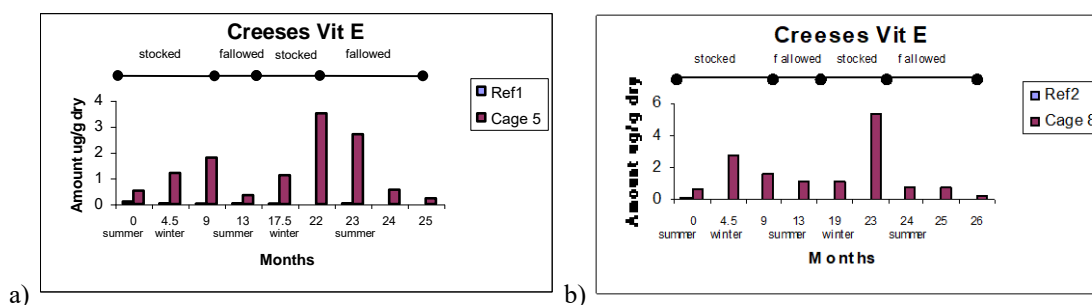 Creeses Vit E
stocked fallowed stocked fallowed
Amount ug/g dry
4
3
2
1
0
0 4.5 9 13 17.5 22 23 24 25
summer winter summer winter summer
Months
Ref1
Cage 5
a)
Creeses Vit E
stocked f allowed stocked f allowed
Amount ug/g dry
6
4
2
0
0 4.5 9 13 19 23 24 25 26
summer winter summer winter summer
Months
Ref2
Cage 8
b)